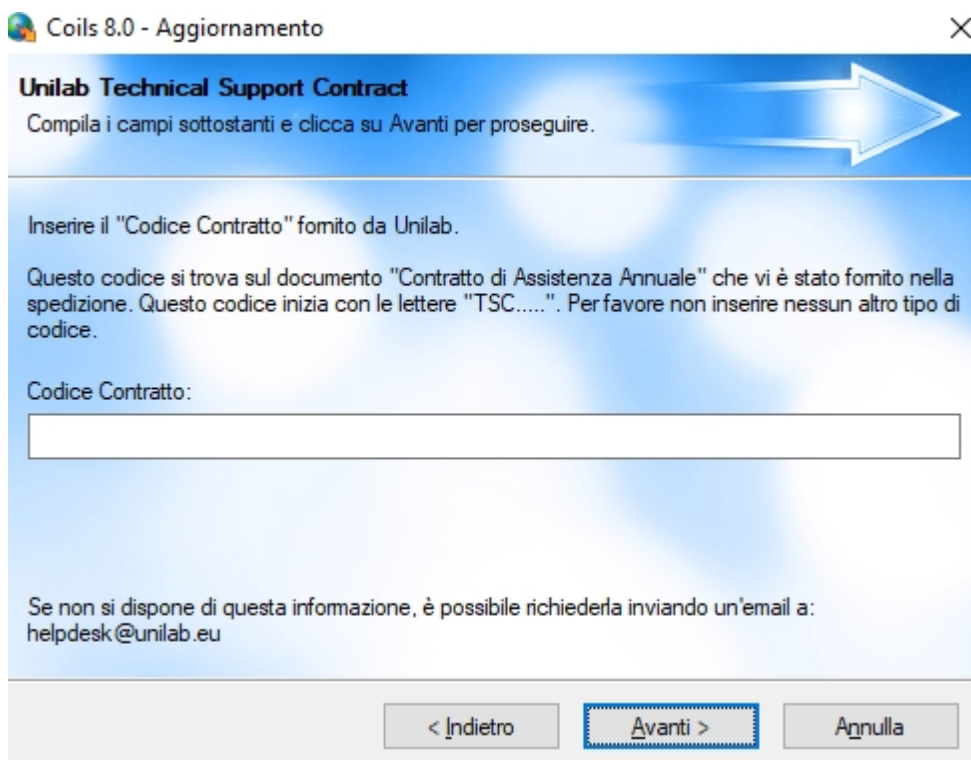 Coils 8.0 - Aggiornamento
Unilab Technical Support Contract
Compila i campi sottostanti e clicca su Avanti per proseguire.
Inserire il "Codice Contratto" fornito da Unilab.
Questo codice si trova sul documento "Contratto di Assistenza Annuale" che vi è stato fornito nella
spedizione. Questo codice inizia con le lettere "TSC.....". Per favore non inserire nessun altro tipo di
codice.
Codice Contratto:
Se non si dispone di questa informazione, è possibile richiederla inviando un'email a:
helpdesk@unilab.eu
< Indietro
Avanti >
Annulla